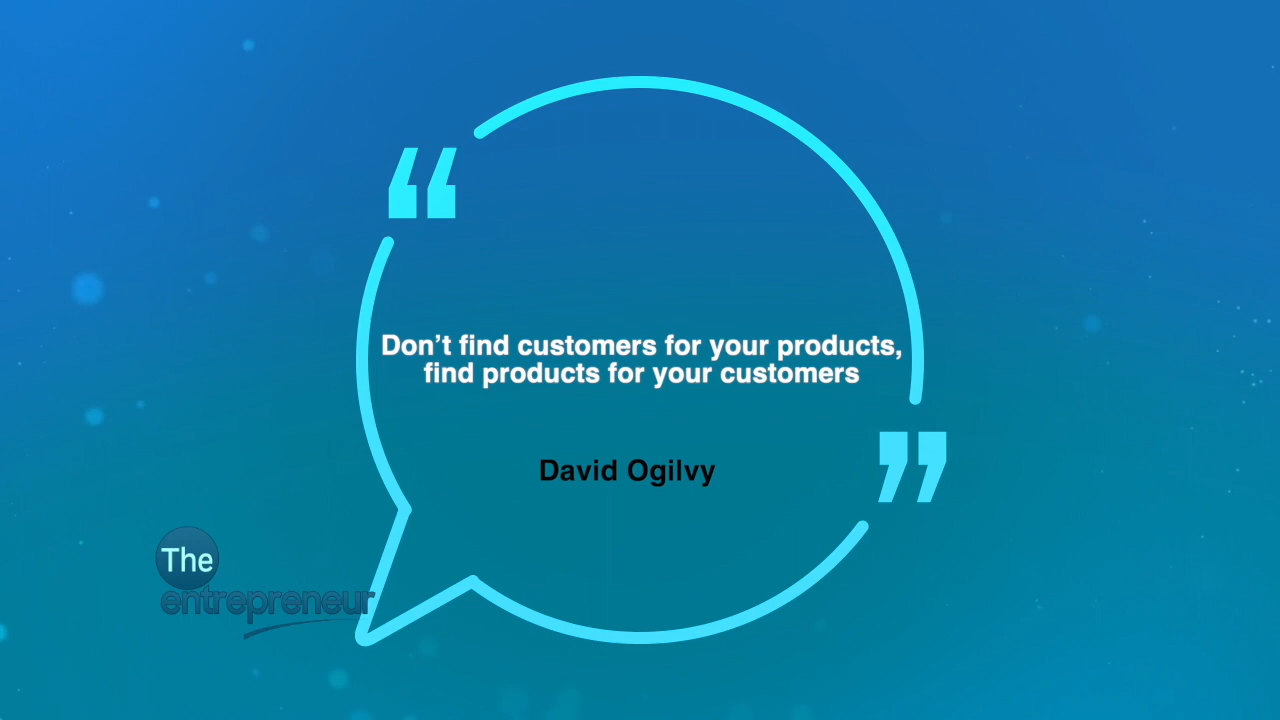 Don’t find customers for your products,
find products for your customers
David Ogilvy
The
entrepreneur